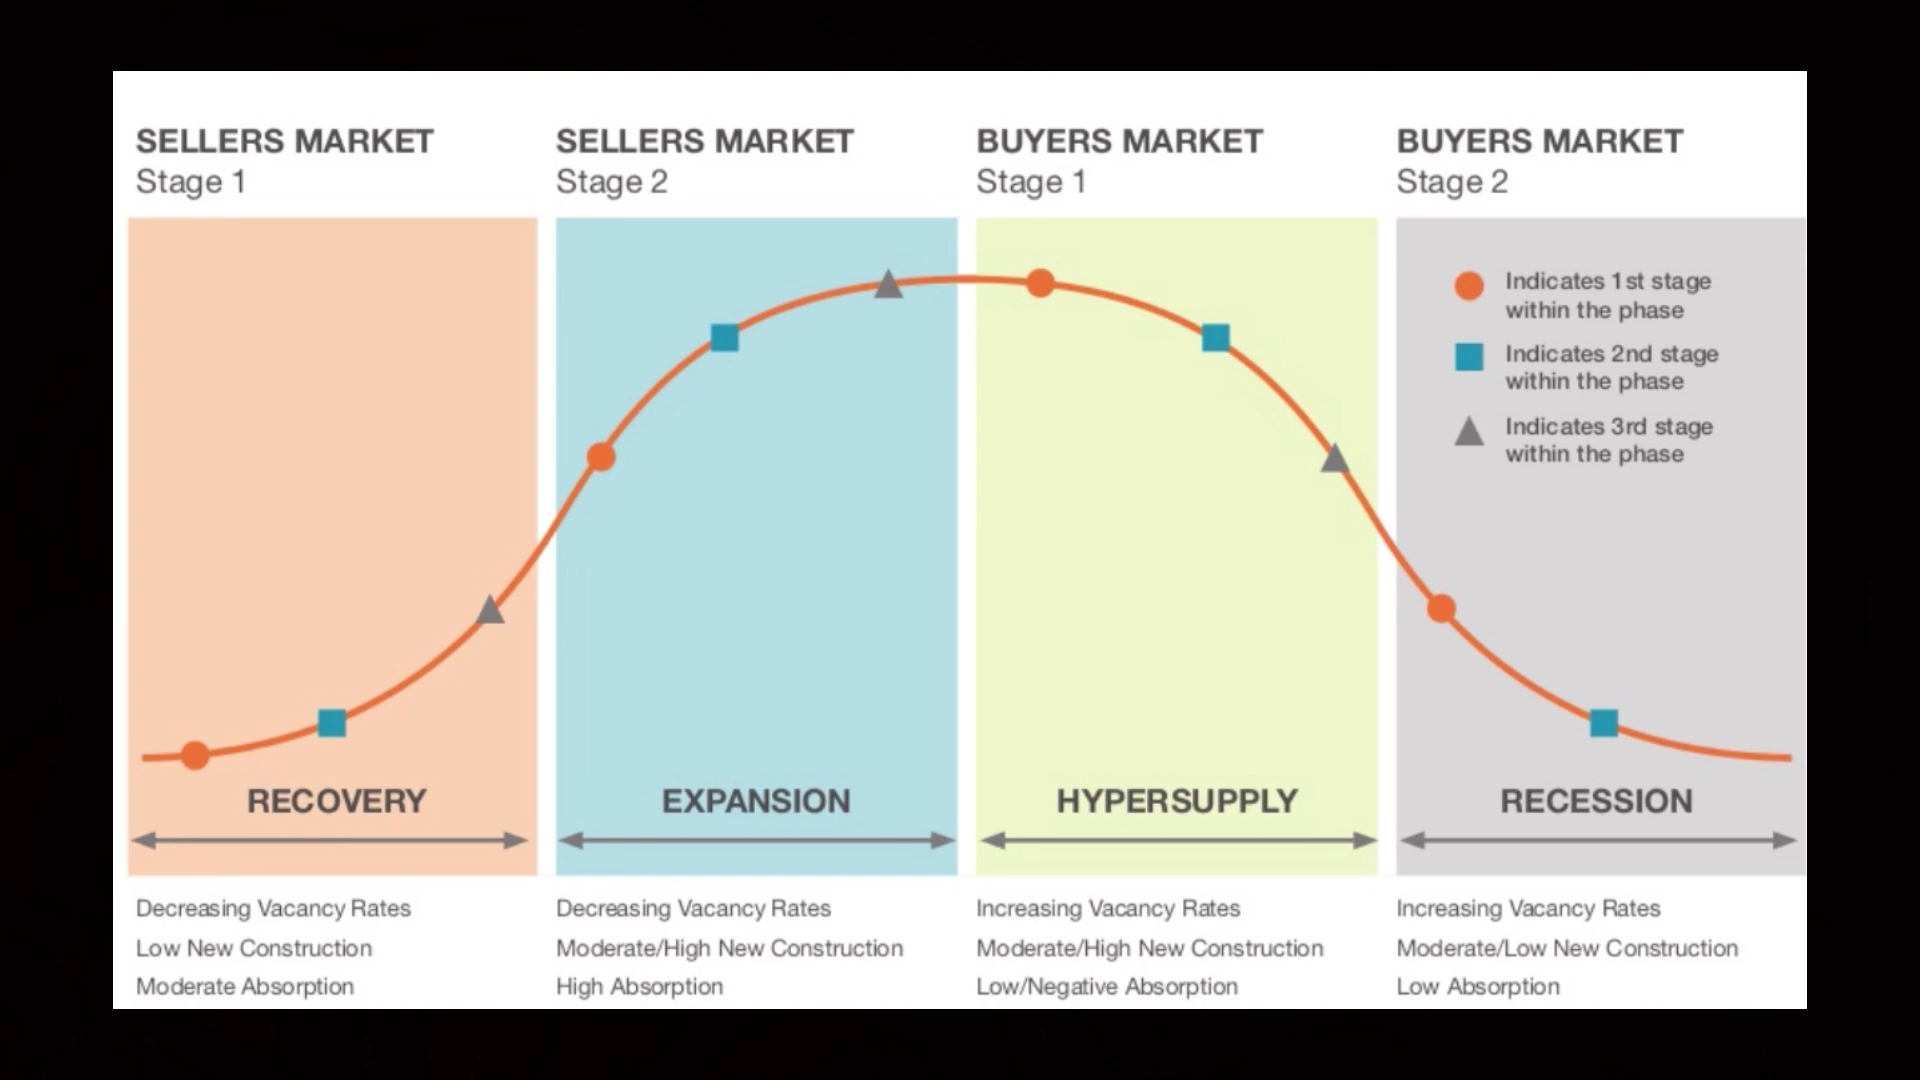 SELLERS MARKET
Stage 1
SELLERS MARKET
Stage 2
BUYERS MARKET
Stage 1
BUYERS MARKET
Stage 2
Indicates 1st stage
within the phase
Indicates 2nd stage
within the phase
Indicates 3rd stage
within the phase
RECOVERY
EXPANSION
HYPERSUPPLY
RECESSION
Decreasing Vacancy Rates
Low New Construction
Moderate Absorption
Decreasing Vacancy Rates
Moderate/High New Construction
High Absorption
Increasing Vacancy Rates
Moderate/High New Construction
Low/Negative Absorption
Increasing Vacancy Rates
Moderate/Low New Construction
Low Absorption